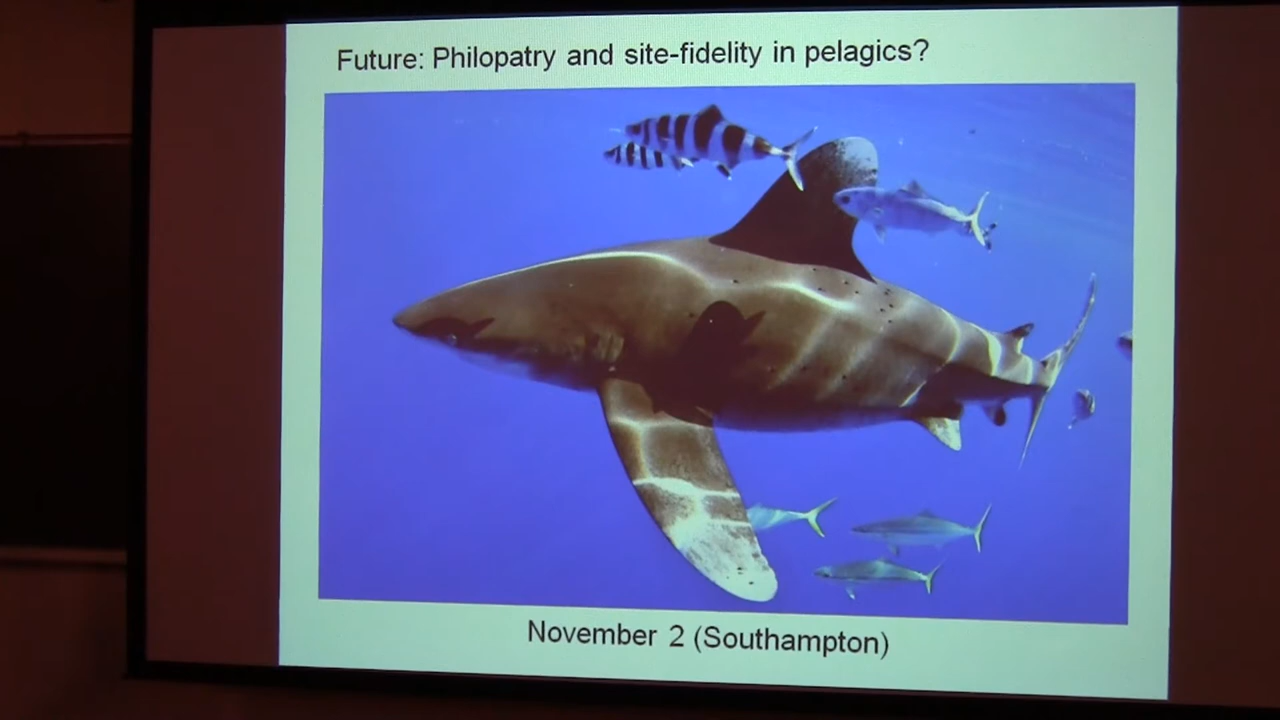 Future: Philopatry and site-fidelity in pelagics?
November 2 (Southampton)